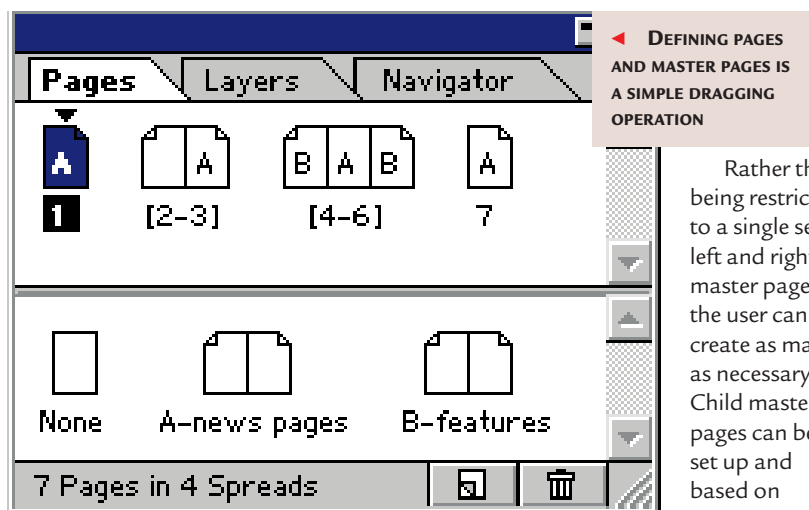 Pages Layers Navigator
A A B A B A
1 [2-3] [4-6] 7
None A-news pages B-features
7 Pages in 4 Spreads
◄ DEFINING PAGES
AND MASTER PAGES IS
A SIMPLE DRAGGING
OPERATION
Rather th
being restric
to a single se
left and righ
master page
the user can
create as ma
as necessary
Child maste
pages can be
set up and
based on